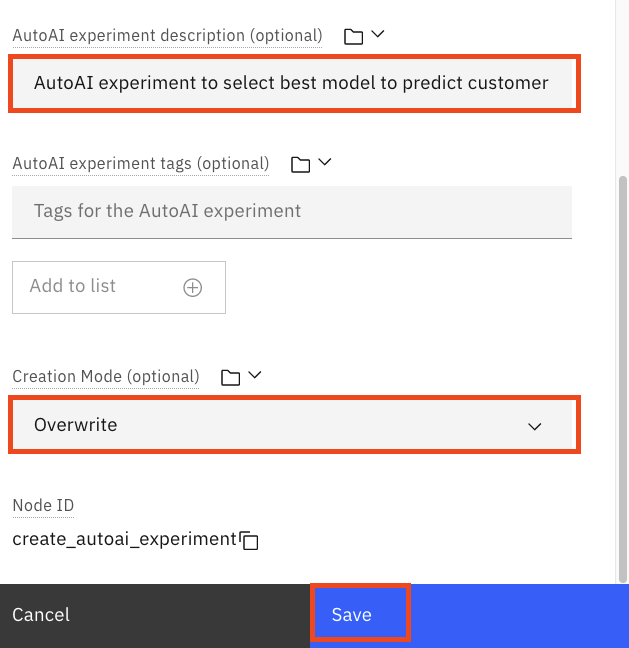 AutoAI experiment description (optional)
AutoAI experiment to select best model to predict customer
AutoAI experiment tags (optional)
Tags for the AutoAI experiment
Add to list
Creation Mode (optional)
Overwrite
Node ID
create_autoai_experiment
Cancel
Save